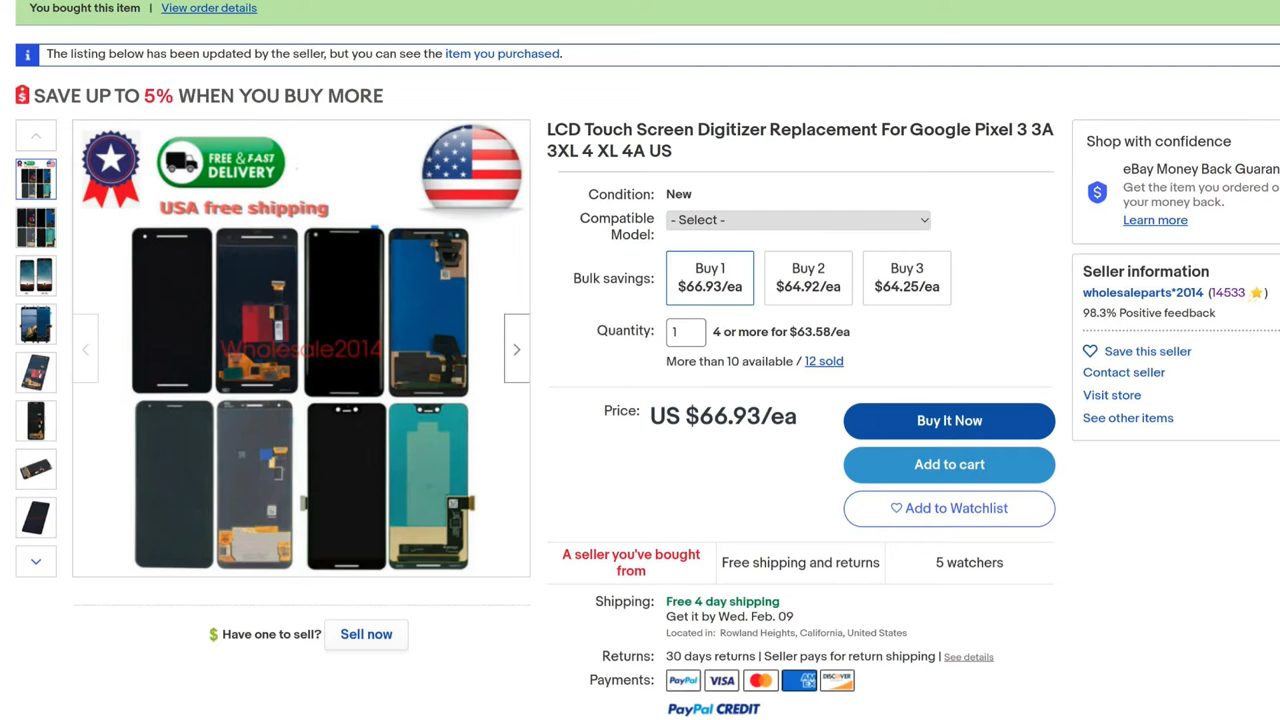 You bought this item | View order details
The listing below has been updated by the seller, but you can see the item you purchased.
SAVE UP TO 5% WHEN YOU BUY MORE
FREE & FAST
DELIVERY
USA free shipping
Wholesale2014
LCD Touch Screen Digitizer Replacement For Google Pixel 3 3A
3XL 4 XL 4A US
Condition: New
Compatible
Model:
- Select -
Bulk savings:
Buy 1
$66.93/ea
Buy 2
$64.92/ea
Buy 3
$64.25/ea
Quantity: 1 4 or more for $63.58/ea
More than 10 available / 12 sold
Price: US $66.93/ea
Buy It Now
Add to cart
Add to Watchlist
A seller you've bought
from
Free shipping and returns
5 watchers
Shipping: Free 4 day shipping
Get it by Wed. Feb. 09
Located in: Rowland Heights, California, United States
Returns: 30 days returns | Seller pays for return shipping | See details
Payments: PayPal VISA AMEX DISCOVER
PayPal CREDIT
$ Have one to sell? Sell now
Shop with confidence
eBay Money Back Guaran
Get the item you ordered o
your money back.
Learn more
Seller information
wholesaleparts*2014 (14533)
98.3% Positive feedback
Save this seller
Contact seller
Visit store
See other items